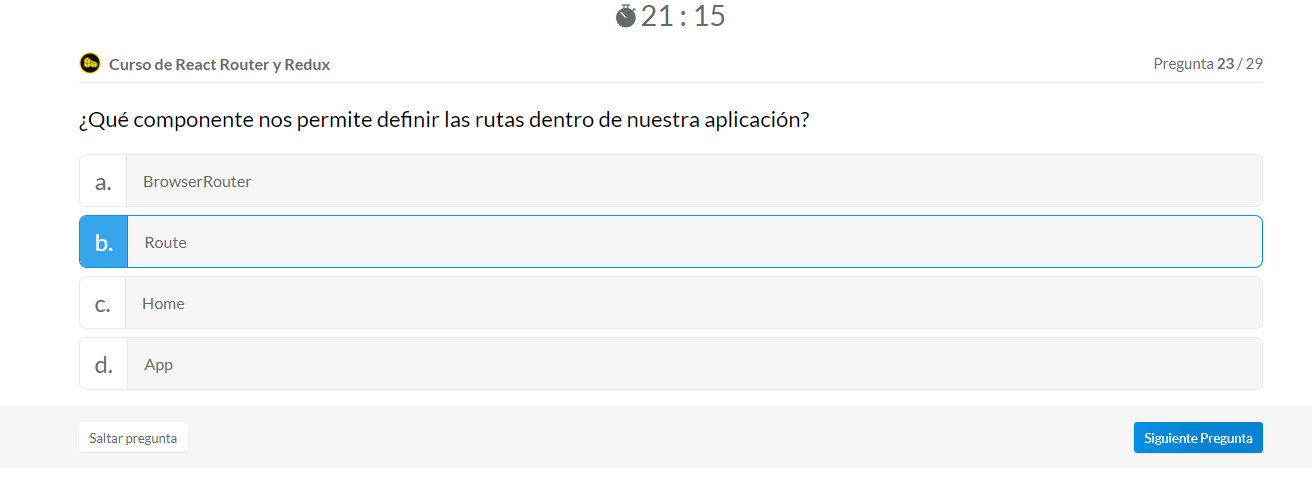 21 : 15
Curso de React Router y Redux
Pregunta 23 / 29
¿Qué componente nos permite definir las rutas dentro de nuestra aplicación?
a. BrowserRouter
b. Route
c. Home
d. App
Saltar pregunta
Siguiente Pregunta